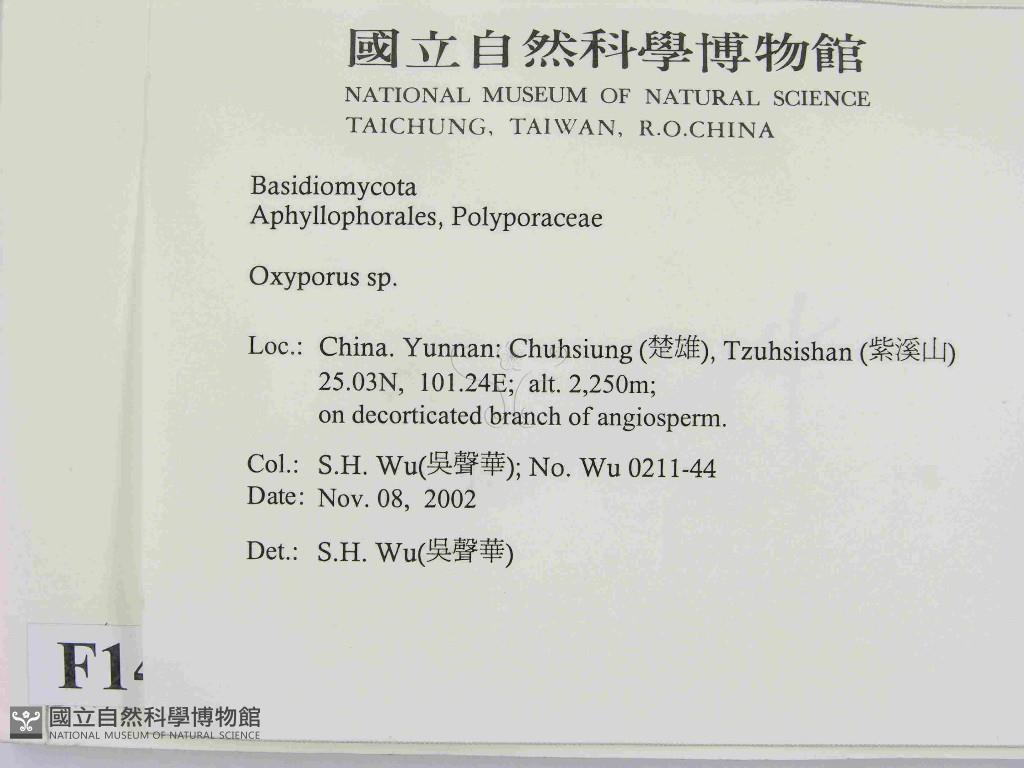 國立自然科學博物館
NATIONAL MUSEUM OF NATURAL SCIENCE
TAICHUNG, TAIWAN, R.O.CHINA
Basidiomycota
Aphyllophorales, Polyporaceae
Oxyporus sp.
Loc.: China. Yunnan: Chuhsiung (楚雄), Tzuhsishan (紫溪山)
25.03N, 101.24E; alt. 2,250m;
on decorticated branch of angiosperm.
Col.: S.H. Wu(吳聲華); No. Wu 0211-44
Date: Nov. 08, 2002
Det.: S.H. Wu(吳聲華)
F14
國立自然科學博物館
NATIONAL MUSEUM OF NATURAL SCIENCE